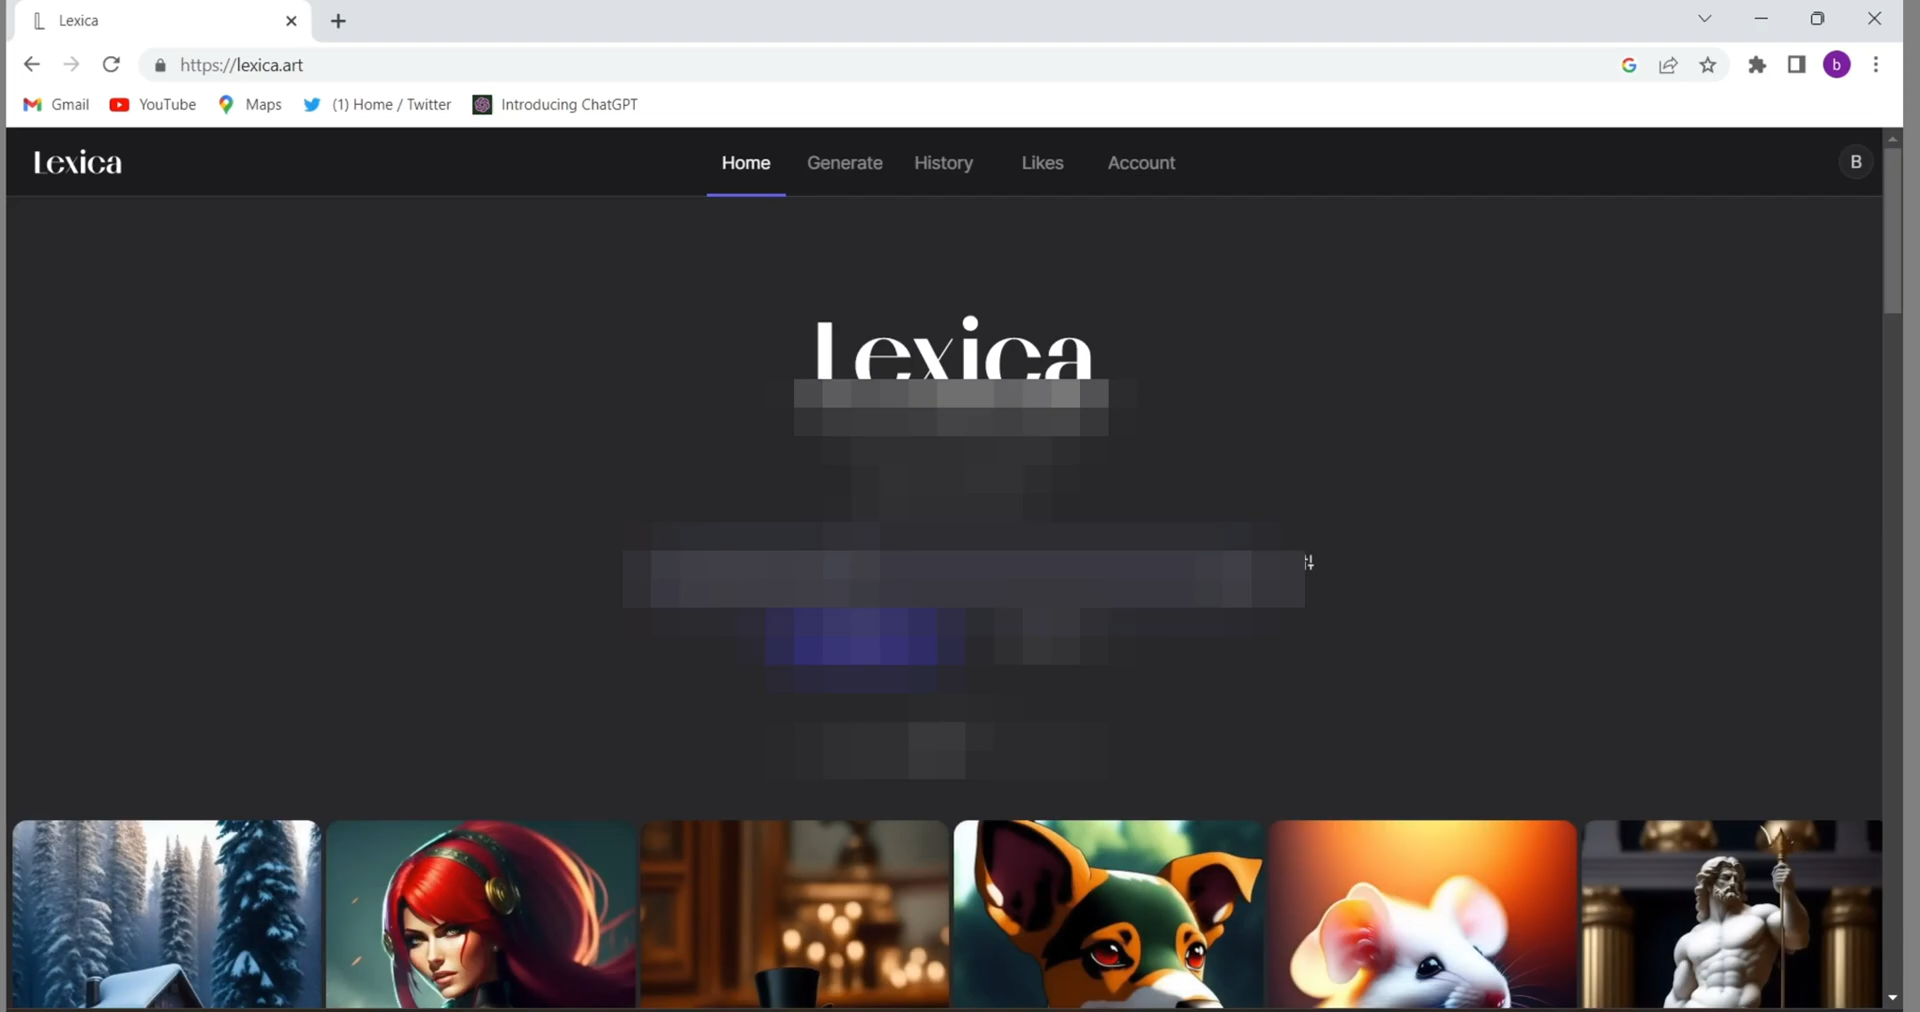 Lexica
https://lexica.art
Gmail YouTube Maps (1) Home / Twitter Introducing ChatGPT
b
Lexica Home Generate History Likes Account B
Lexica